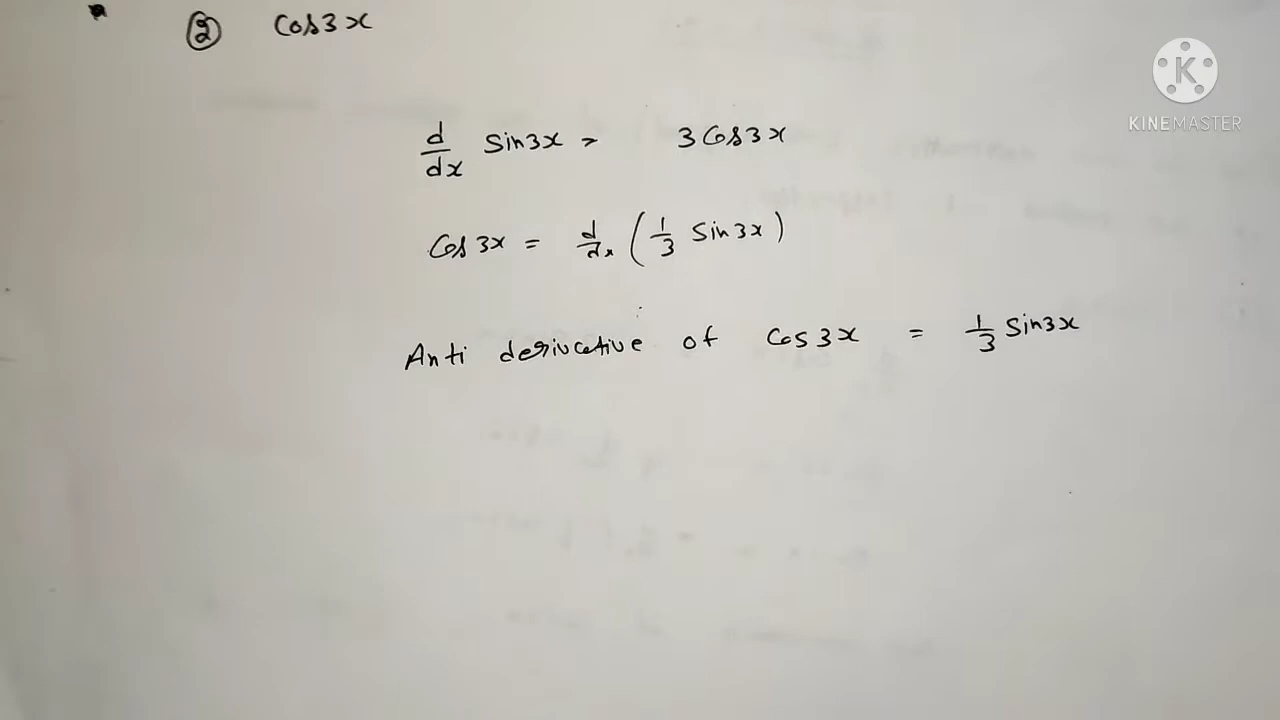 ② Cos3x
K
KINEMASTER
d/dx Sin3x = 3Cos3x
Cos3x = d/dx (1/3 Sin3x)
Anti derivative of Cos3x = 1/3 Sin3x